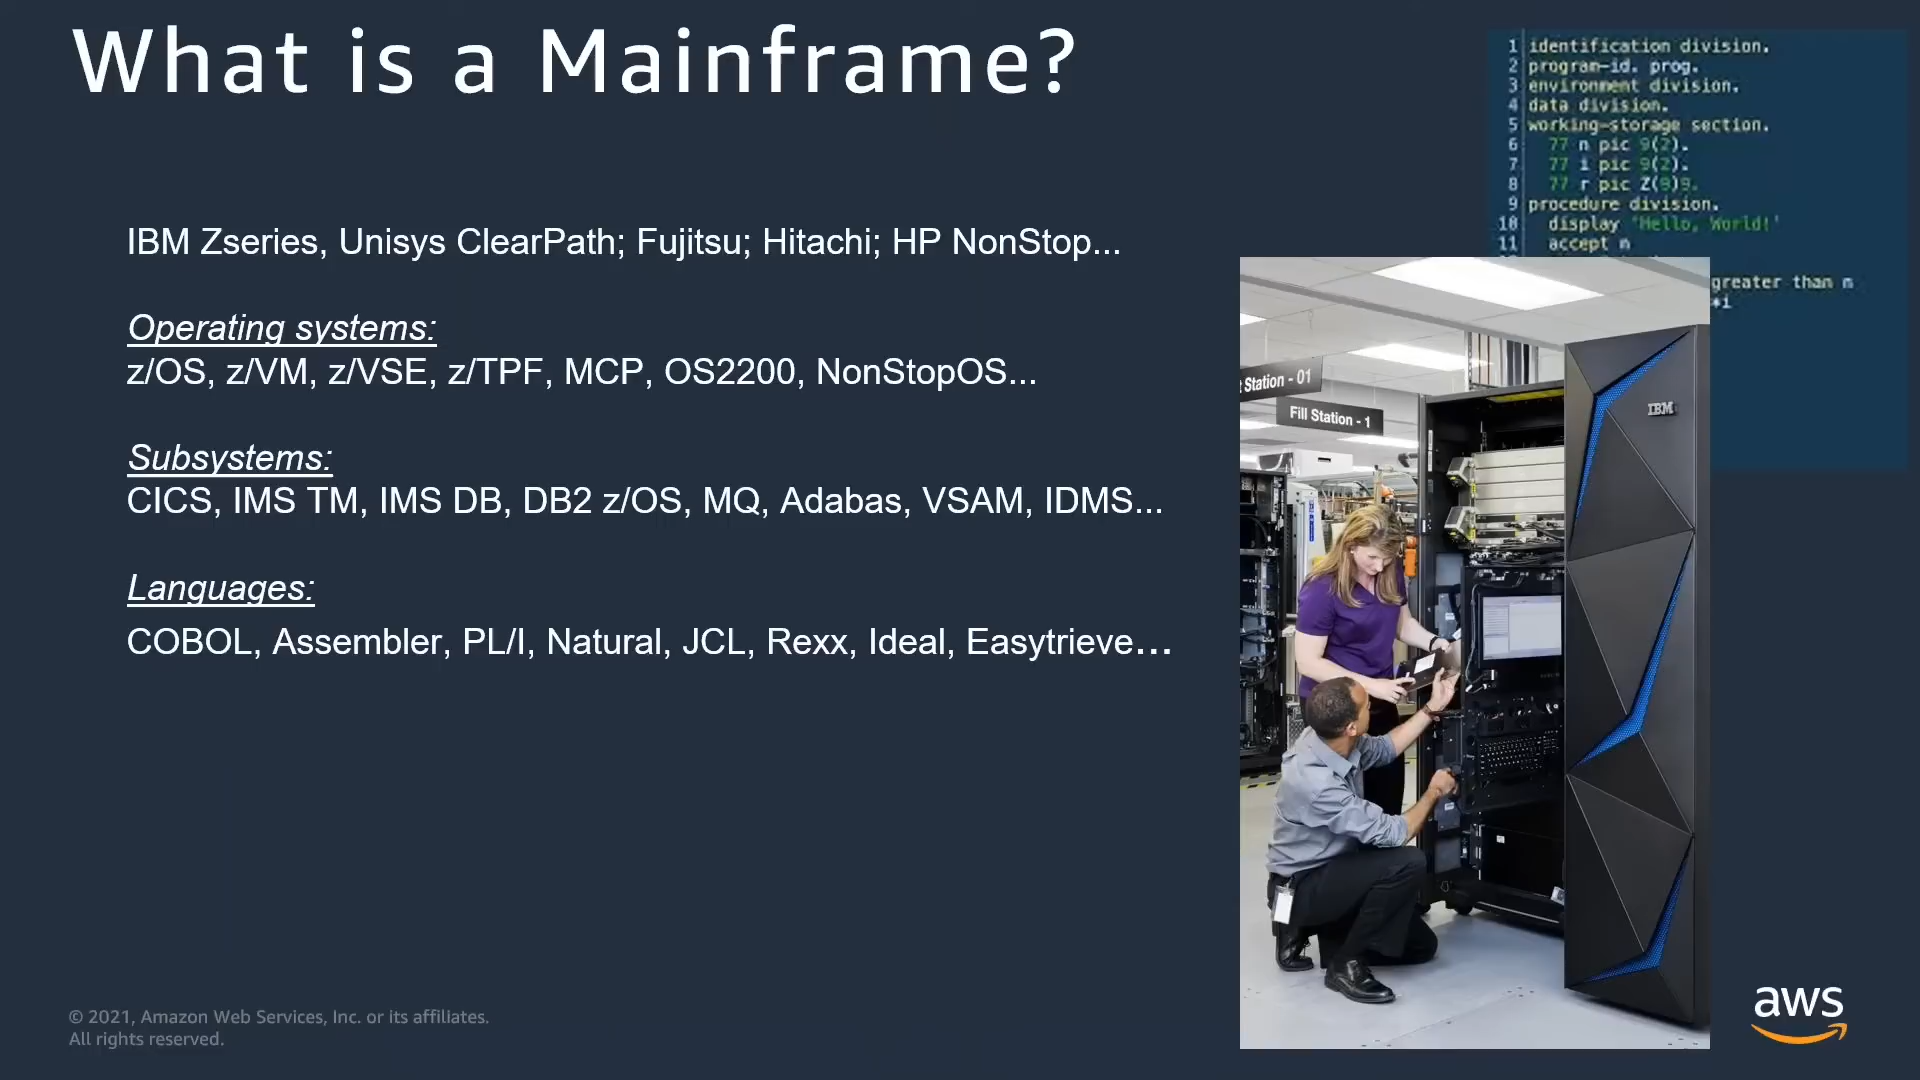 What is a Mainframe?
IBM Zseries, Unisys ClearPath; Fujitsu; Hitachi; HP NonStop...
Operating systems:
z/OS, z/VM, z/VSE, z/TPF, MCP, OS2200, NonStopOS...
Subsystems:
CICS, IMS TM, IMS DB, DB2 z/OS, MQ, Adabas, VSAM, IDMS...
Languages:
COBOL, Assembler, PL/I, Natural, JCL, Rexx, Ideal, Easytrieve...
1 identification division.
2 program-id. prog.
3 environment division.
4 data division.
5 working-storage section.
6 77 n pic 9(2).
7 77 i pic 9(2).
8 77 r pic Z(9)9.
9 procedure division.
10 display 'Hello, World!'
11 accept n
greater than n
*i
Station - 01
Fill Station - 1
IBM
© 2021, Amazon Web Services, Inc. or its affiliates.
All rights reserved.
aws